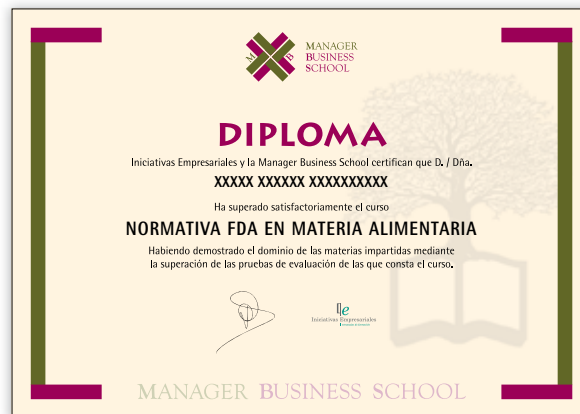 M B
MANAGER
BUSINESS
SCHOOL
DIPLOMA
Iniciativas Empresariales y la Manager Business School certifican que D. / Dña.
XXXXX XXXXXX XXXXXXXXXX
Ha superado satisfactoriamente el curso
NORMATIVA FDA EN MATERIA ALIMENTARIA
Habiendo demostrado el dominio de las materias impartidas mediante
la superación de las pruebas de evaluación de las que consta el curso.
Iniciativas Empresariales
MANAGER BUSINESS SCHOOL